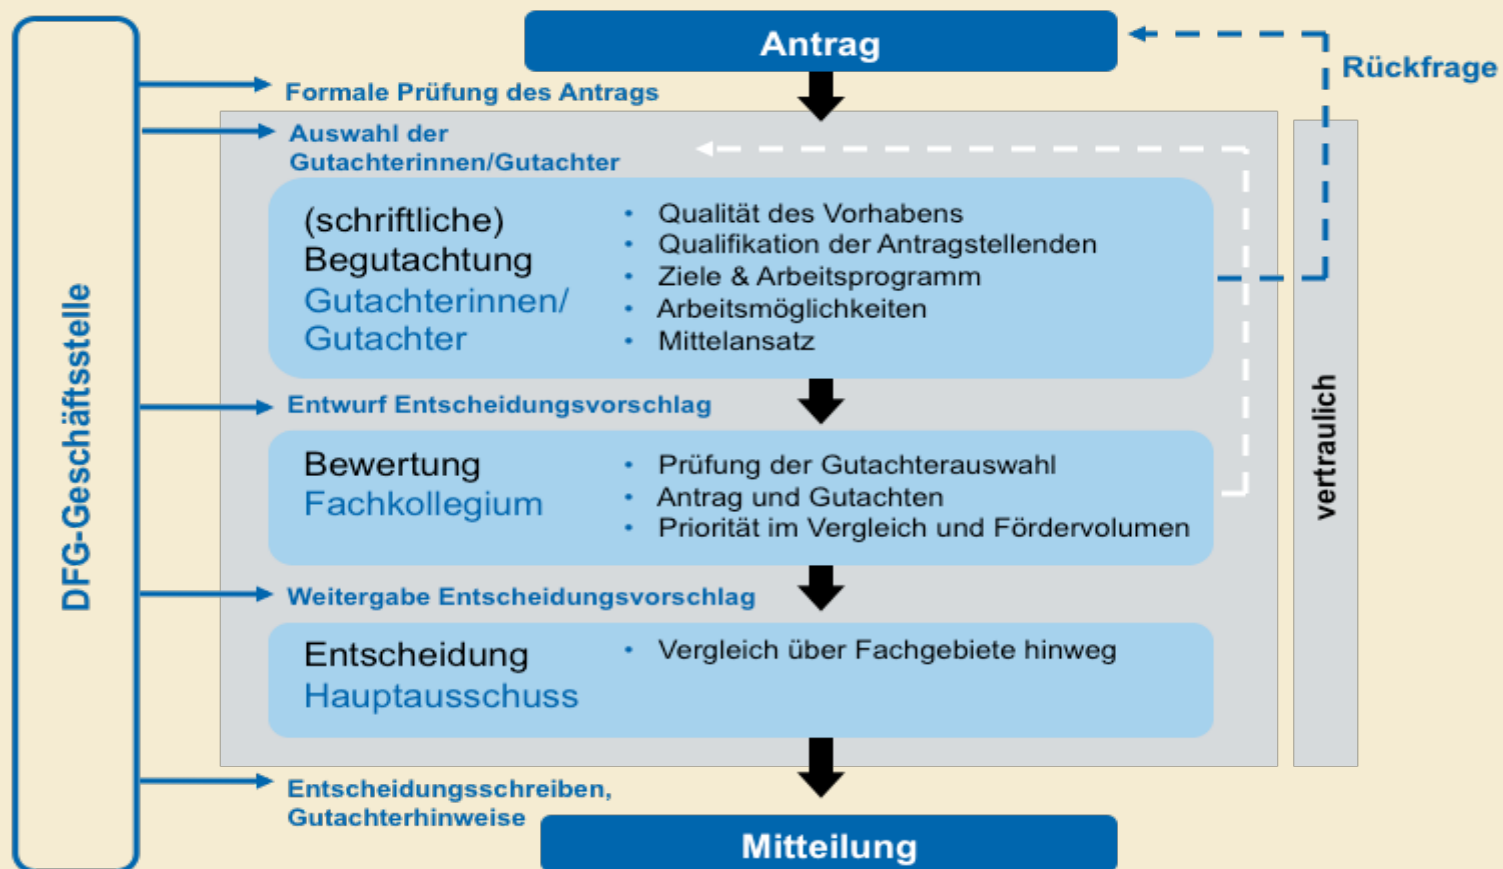 DFG-Geschäftsstelle
Antrag
Rückfrage
Formale Prüfung des Antrags
Auswahl der
Gutachterinnen/Gutachter
(schriftliche)
Begutachtung
Gutachterinnen/
Gutachter
• Qualität des Vorhabens
• Qualifikation der Antragstellenden
• Ziele & Arbeitsprogramm
• Arbeitsmöglichkeiten
• Mittelansatz
Entwurf Entscheidungsvorschlag
Bewertung
Fachkollegium
• Prüfung der Gutachterauswahl
• Antrag und Gutachten
• Priorität im Vergleich und Fördervolumen
Weitergabe Entscheidungsvorschlag
Entscheidung
Hauptausschuss
• Vergleich über Fachgebiete hinweg
vertraulich
Entscheidungsschreiben,
Gutachterhinweise
Mitteilung